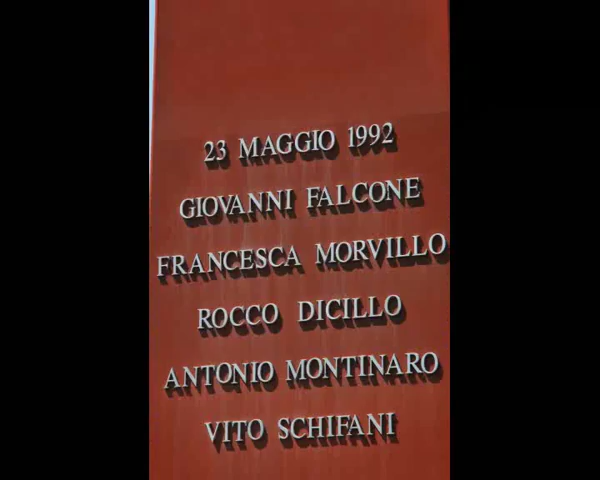 23 MAGGIO 1992
GIOVANNI FALCONE
FRANCESCA MORVILLO
ROCCO DICILLO
ANTONIO MONTINARO
VITO SCHIFANI